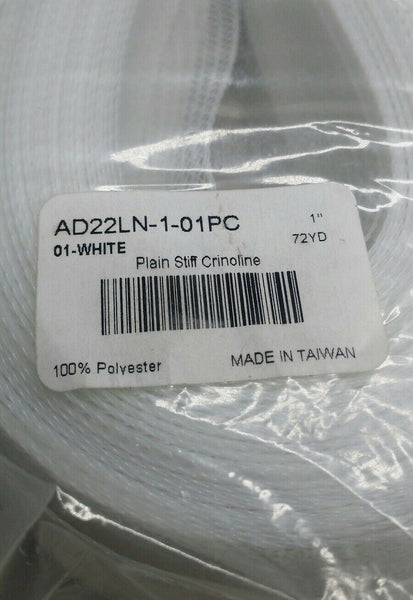 AD22LN-1-01PC
1"
01-WHITE
72YD
Plain Stiff Crinoline
100% Polyester
MADE IN TAIWAN